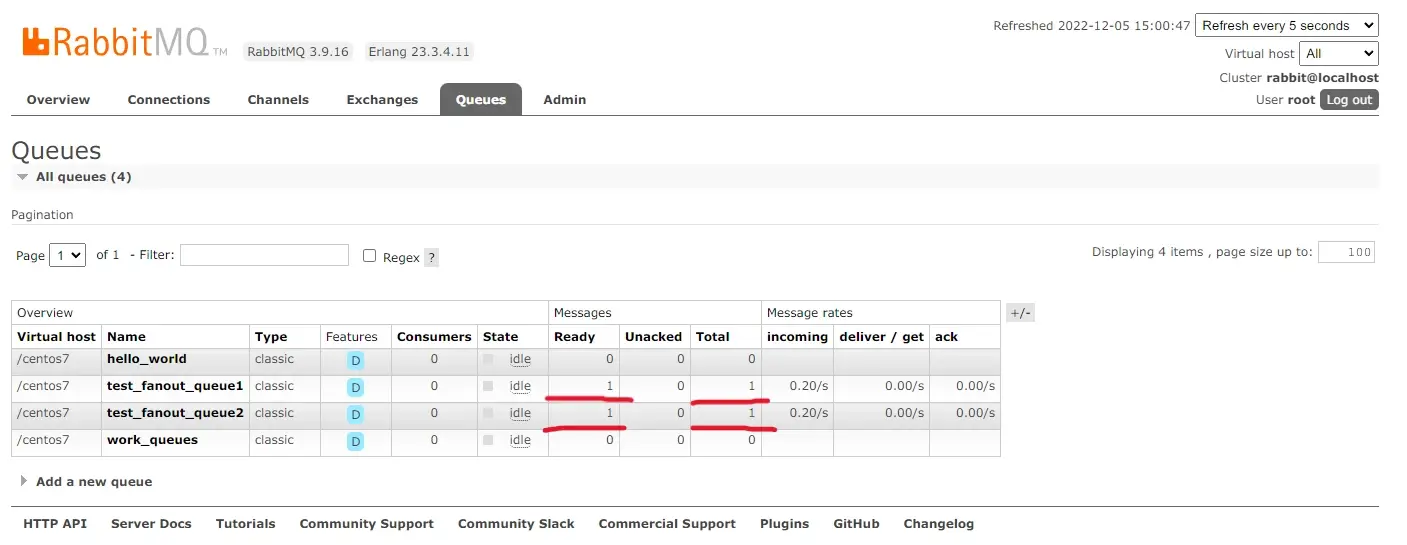 Refreshed 2022-12-05 15:00:47 Refresh every 5 seconds
RabbitMQ TM RabbitMQ 3.9.16 Erlang 23.3.4.11
Virtual host All
Cluster rabbit@localhost
User root Log out
Overview Connections Channels Exchanges Queues Admin
Queues
All queues (4)
Pagination
Page 1 of 1 - Filter: Regex ? Displaying 4 items , page size up to: 100
Overview Messages Message rates +/-
Virtual host Name Type Features Consumers State Ready Unacked Total incoming deliver / get ack
/centos7 hello_world classic D 0 idle 0 0 0
/centos7 test_fanout_queue1 classic D 0 idle 1 0 1 0.20/s 0.00/s 0.00/s
/centos7 test_fanout_queue2 classic D 0 idle 1 0 1 0.20/s 0.00/s 0.00/s
/centos7 work_queues classic D 0 idle 0 0 0
Add a new queue
HTTP API Server Docs Tutorials Community Support Community Slack Commercial Support Plugins GitHub Changelog